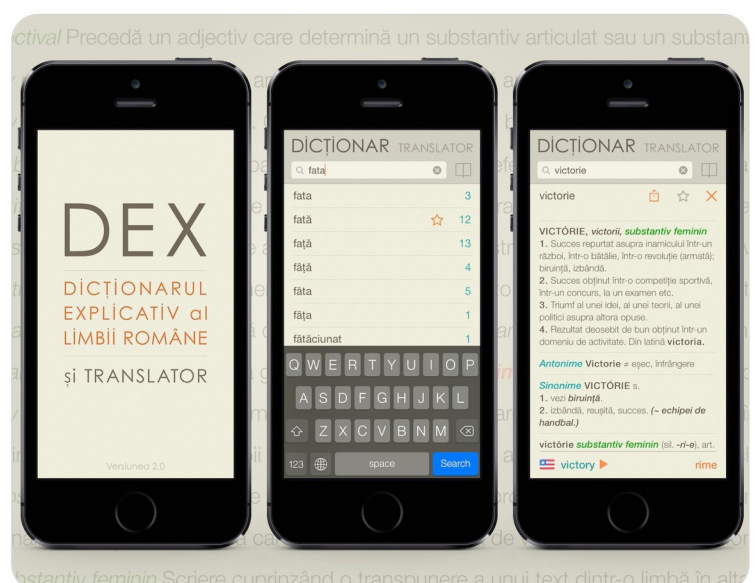 ctival Precedă un adjectiv care determină un substantiv articulat sau un substan
DEX
DICȚIONARUL
EXPLICATIV al
LIMBII ROMÂNE
și TRANSLATOR
Versiunea 2.0
DICȚIONAR TRANSLATOR
fata
fata 3
fată 12
față 13
făță 4
făta 5
făța 1
fătăciunat 1
Q W E R T Y U I O P
A S D F G H J K L
Z X C V B N M
123 space Search
DICȚIONAR TRANSLATOR
victorie
victorie
VICTÓRIE, victorii, substantiv feminin
1. Succes repurtat asupra inamicului într-un
război, într-o bătălie, într-o revoluție (armată);
biruință, izbândă.
2. Succes obținut într-o competiție sportivă,
într-un concurs, la un examen etc.
3. Triumf al unei idei, al unei teorii, al unei
politici asupra altora opuse.
4. Rezultat deosebit de bun obținut într-un
domeniu de activitate. Din latină victoria.
Antonime Victorie ≠ eșec, înfrângere
Sinonime VICTÓRIE s.
1. vezi biruință.
2. izbândă, reușită, succes. (~ echipei de
handbal.)
victórie substantiv feminin (sil. -ri-e), art.
victory rime
bstantiv feminin Scriere cuprinzând o transpunere a unui text dintr-o limbă în alt